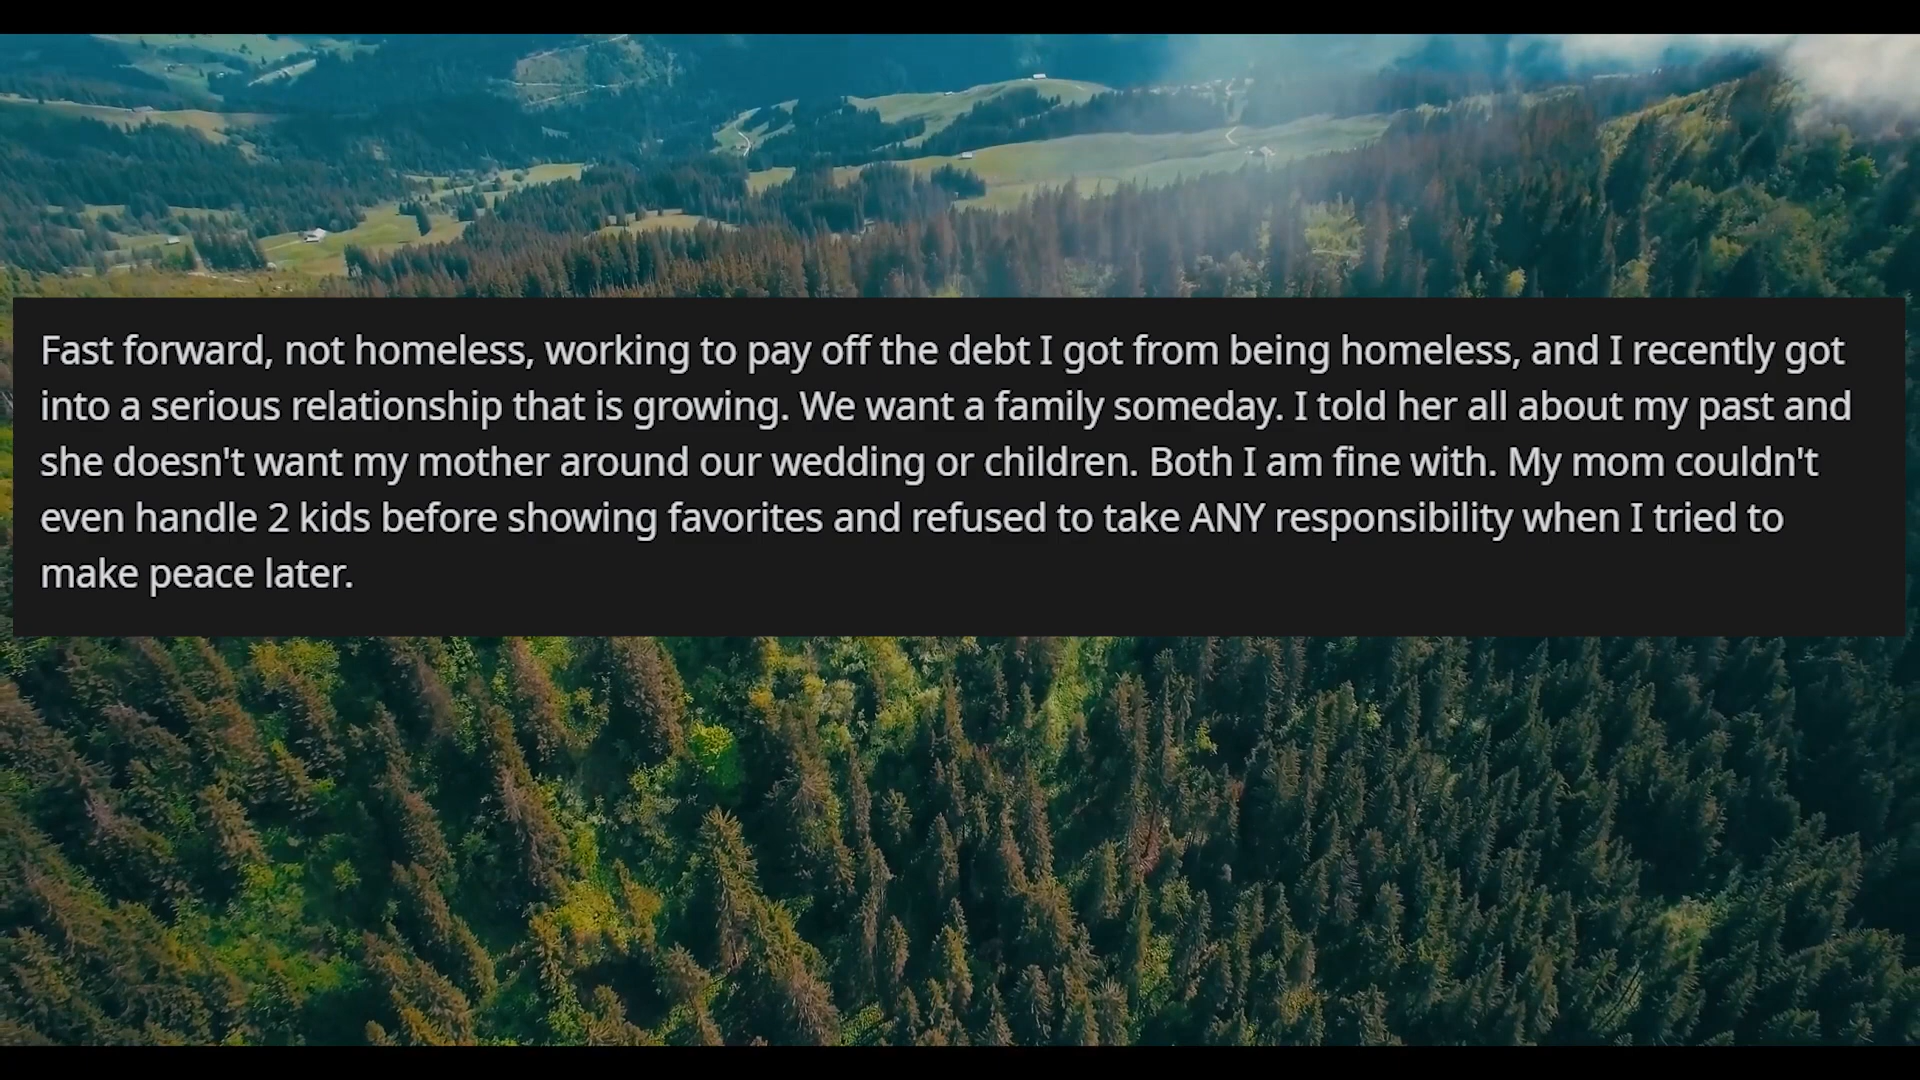 Fast forward, not homeless, working to pay off the debt I got from being homeless, and I recently got
into a serious relationship that is growing. We want a family someday. I told her all about my past and
she doesn't want my mother around our wedding or children. Both I am fine with. My mom couldn't
even handle 2 kids before showing favorites and refused to take ANY responsibility when I tried to
make peace later.